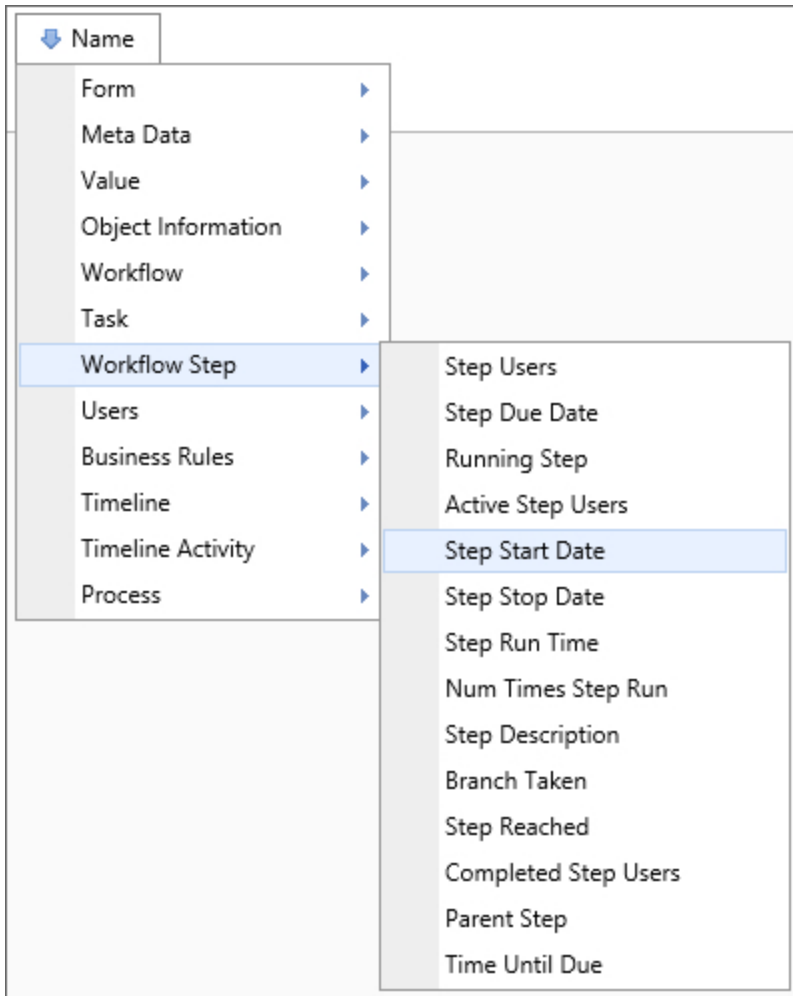 Name
Form
Meta Data
Value
Object Information
Workflow
Task
Workflow Step
Users
Business Rules
Timeline
Timeline Activity
Process
Step Users
Step Due Date
Running Step
Active Step Users
Step Start Date
Step Stop Date
Step Run Time
Num Times Step Run
Step Description
Branch Taken
Step Reached
Completed Step Users
Parent Step
Time Until Due